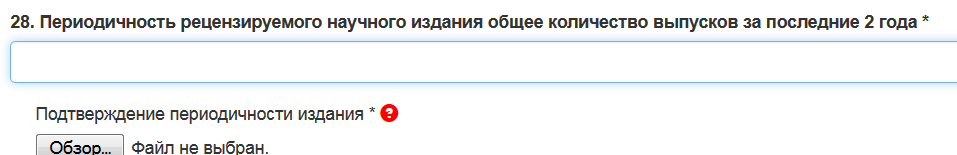 28. Периодичность рецензируемого научного издания общее количество выпусков за последние 2 года *
Подтверждение периодичности издания * ?
Обзор... Файл не выбран.